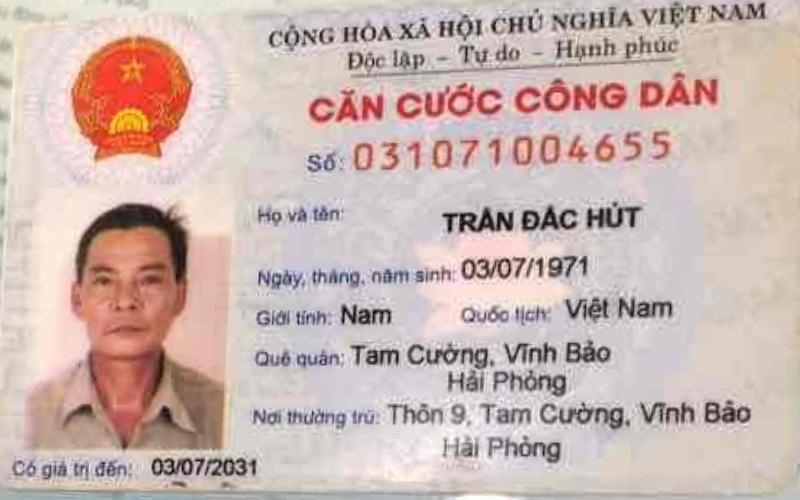 CỘNG HÒA XÃ HỘI CHỦ NGHĨA VIỆT NAM
Độc lập - Tự do - Hạnh phúc
CĂN CƯỚC CÔNG DÂN
Số: 031071004655
Họ và tên: TRẦN ĐẮC HÚT
Ngày, tháng, năm sinh: 03/07/1971
Giới tính: Nam Quốc tịch: Việt Nam
Quê quán: Tam Cường, Vĩnh Bảo
Hải Phòng
Nơi thường trú: Thôn 9, Tam Cường, Vĩnh Bảo
Hải Phòng
Có giá trị đến: 03/07/2031